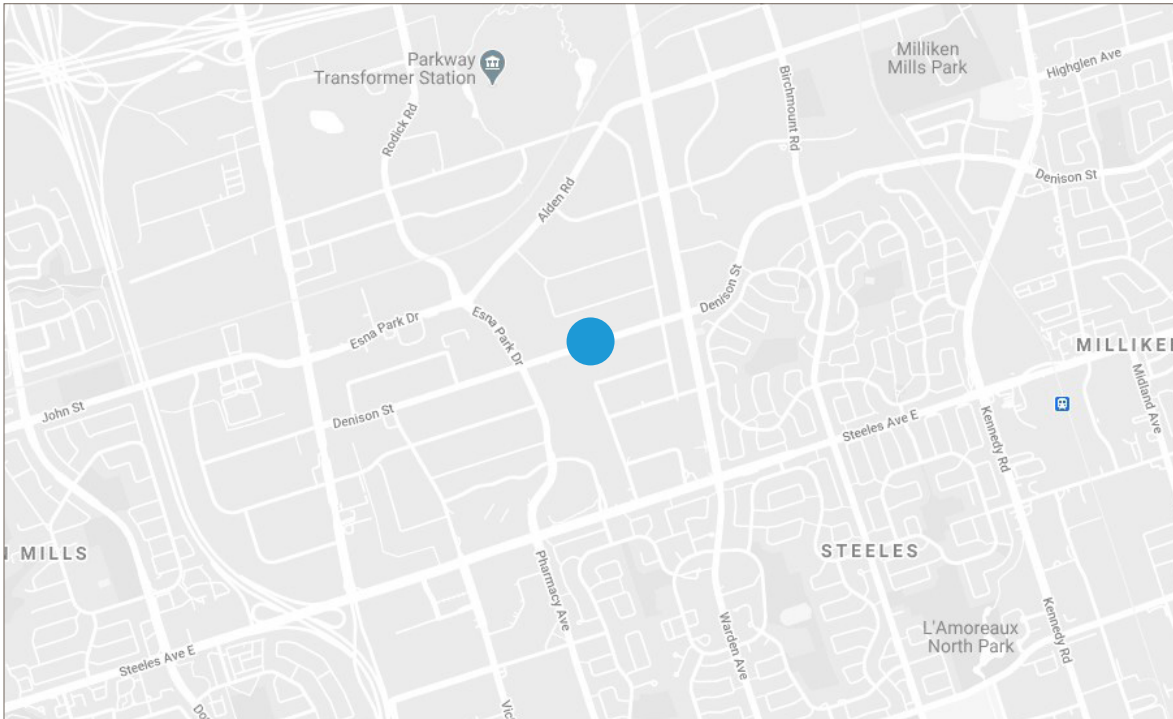 Parkway
Transformer Station
Milliken
Mills Park
Highglen Ave
Birchmount Rd
Rodick Rd
Denison St
Alden Rd
Denison St
Esna Park Dr
Esna Park Dr
MILLIKEN
Midland Ave
John St
Denison St
Steeles Ave E
Kennedy Rd
MILLS
STEELES
Pharmacy Ave
Warden Ave
Kennedy Rd
L'Amoreaux
North Park
Steeles Ave E